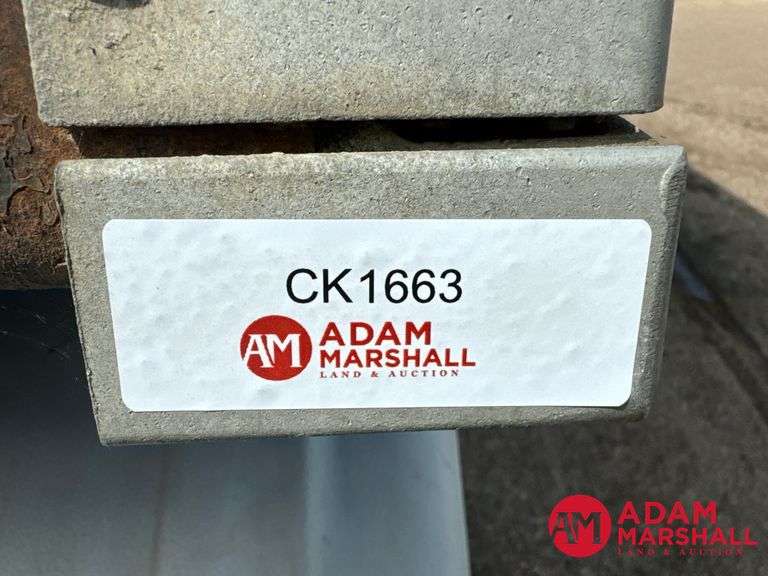 CK1663
AM
ADAM
MARSHALL
LAND & AUCTION
AM
ADAM
MARSHALL
LAND & AUCTION